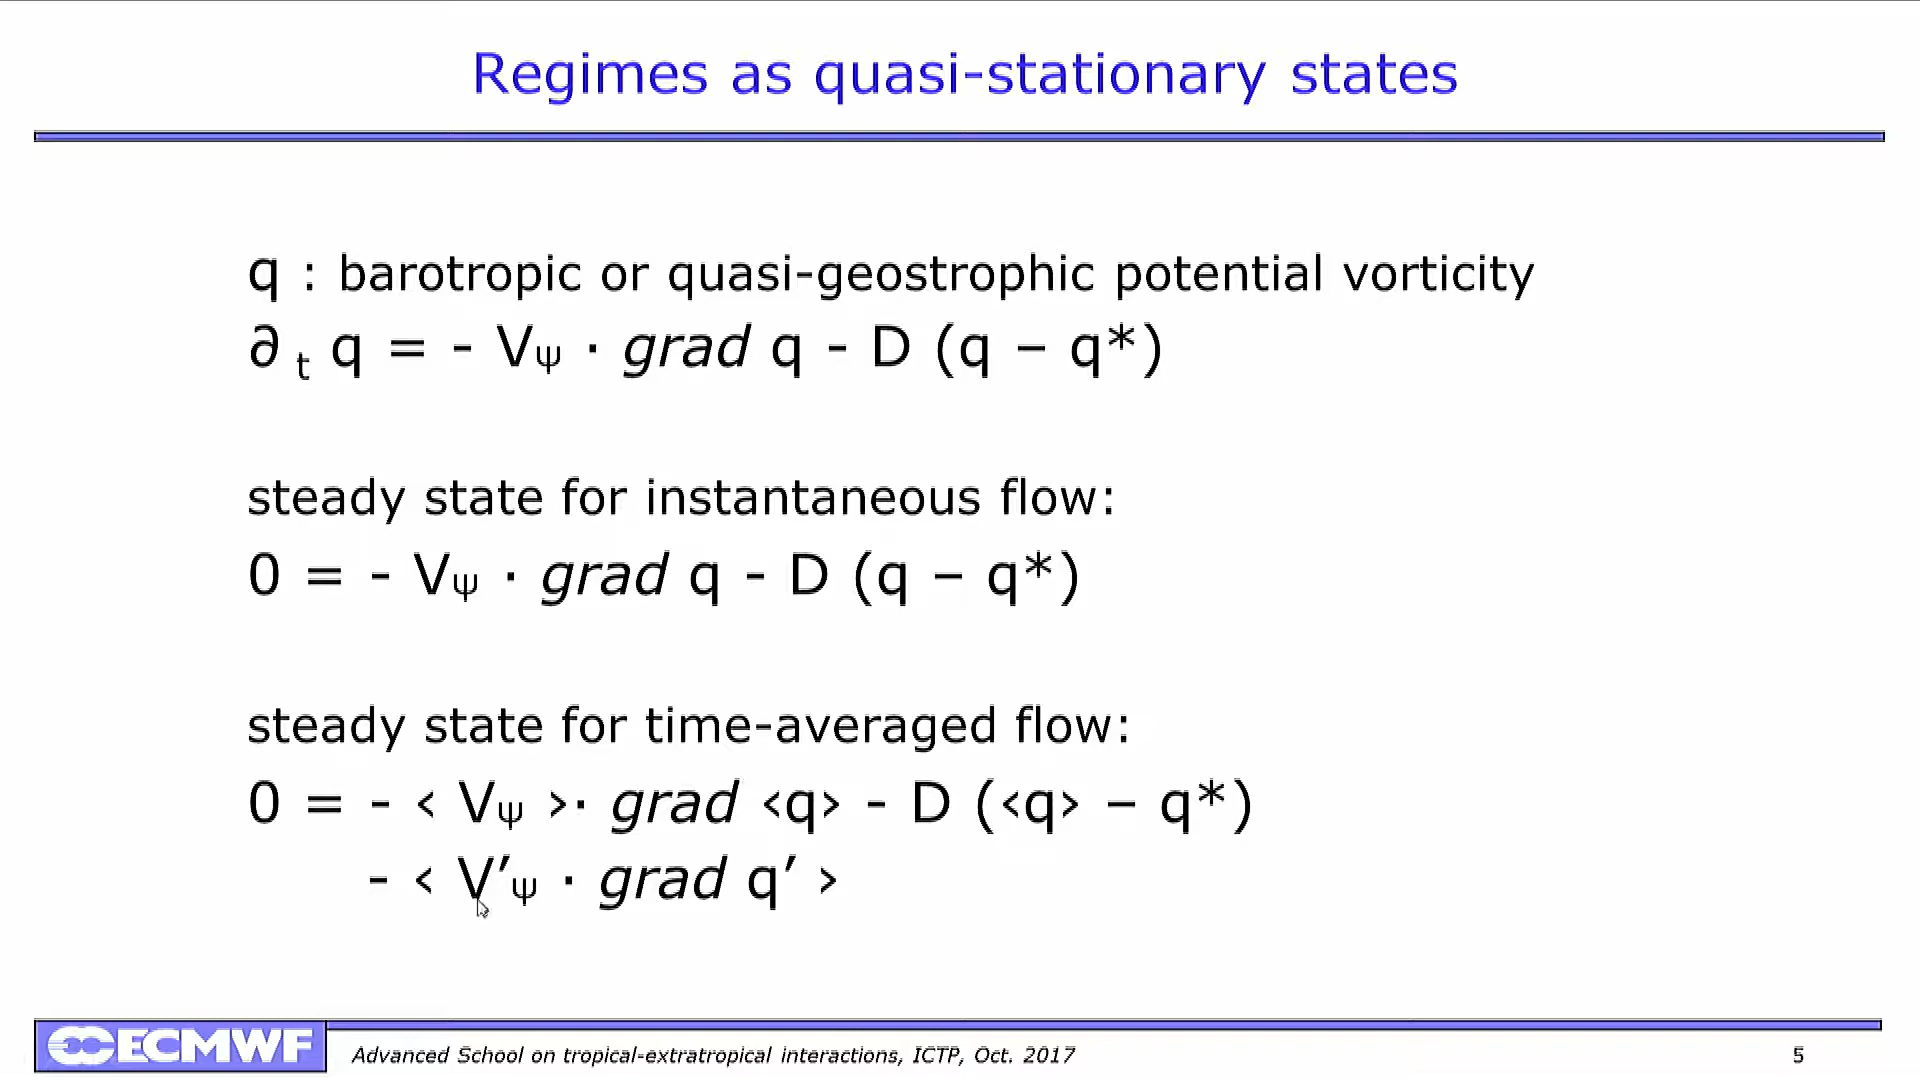 Regimes as quasi-stationary states
q : barotropic or quasi-geostrophic potential vorticity
∂ t q = - Vψ · grad q - D (q – q*)
steady state for instantaneous flow:
0 = - Vψ · grad q - D (q – q*)
steady state for time-averaged flow:
0 = - ‹ Vψ ›· grad ‹q› - D (‹q› – q*)
- ‹ V’ψ · grad q’ ›
ECMWF
Advanced School on tropical-extratropical interactions, ICTP, Oct. 2017
5